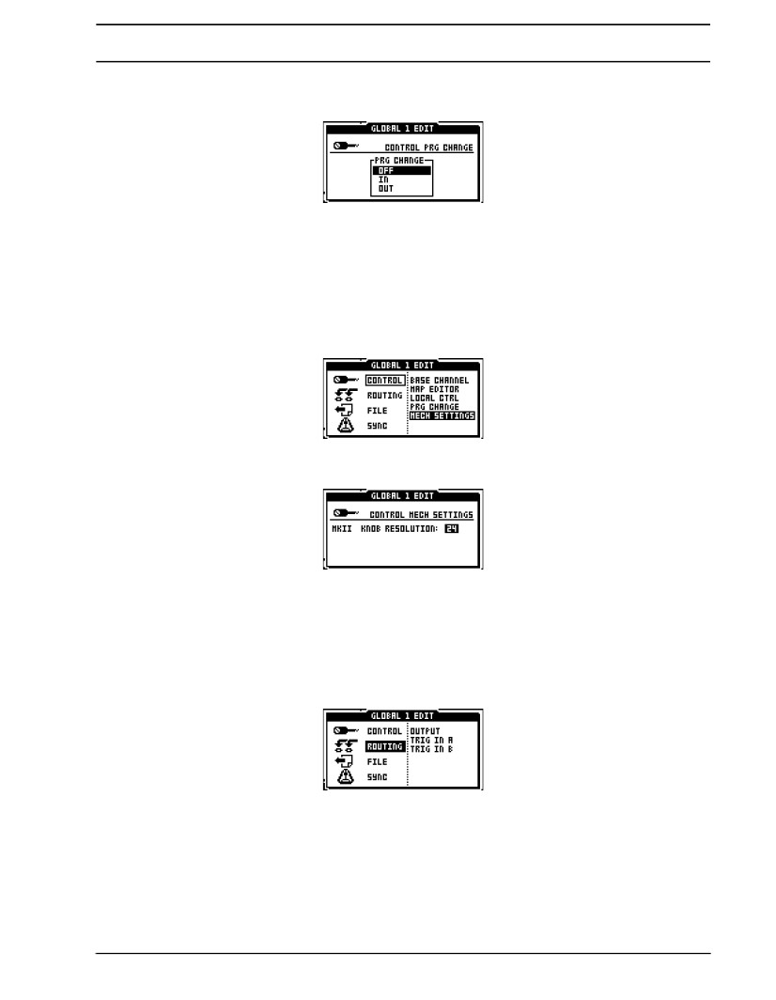 GLOBAL 1 EDIT
CONTROL PRG CHANGE
PRG CHANGE
OFF
IN
OUT
GLOBAL 1 EDIT
CONTROL
ROUTING
FILE
SYNC
BASE CHANNEL
MAP EDITOR
LOCAL CTRL
PRG CHANGE
MECH SETTINGS
GLOBAL 1 EDIT
CONTROL MECH SETTINGS
MKII KNOB RESOLUTION: 24
GLOBAL 1 EDIT
CONTROL
ROUTING
FILE
SYNC
OUTPUT
TRIG IN A
TRIG IN B